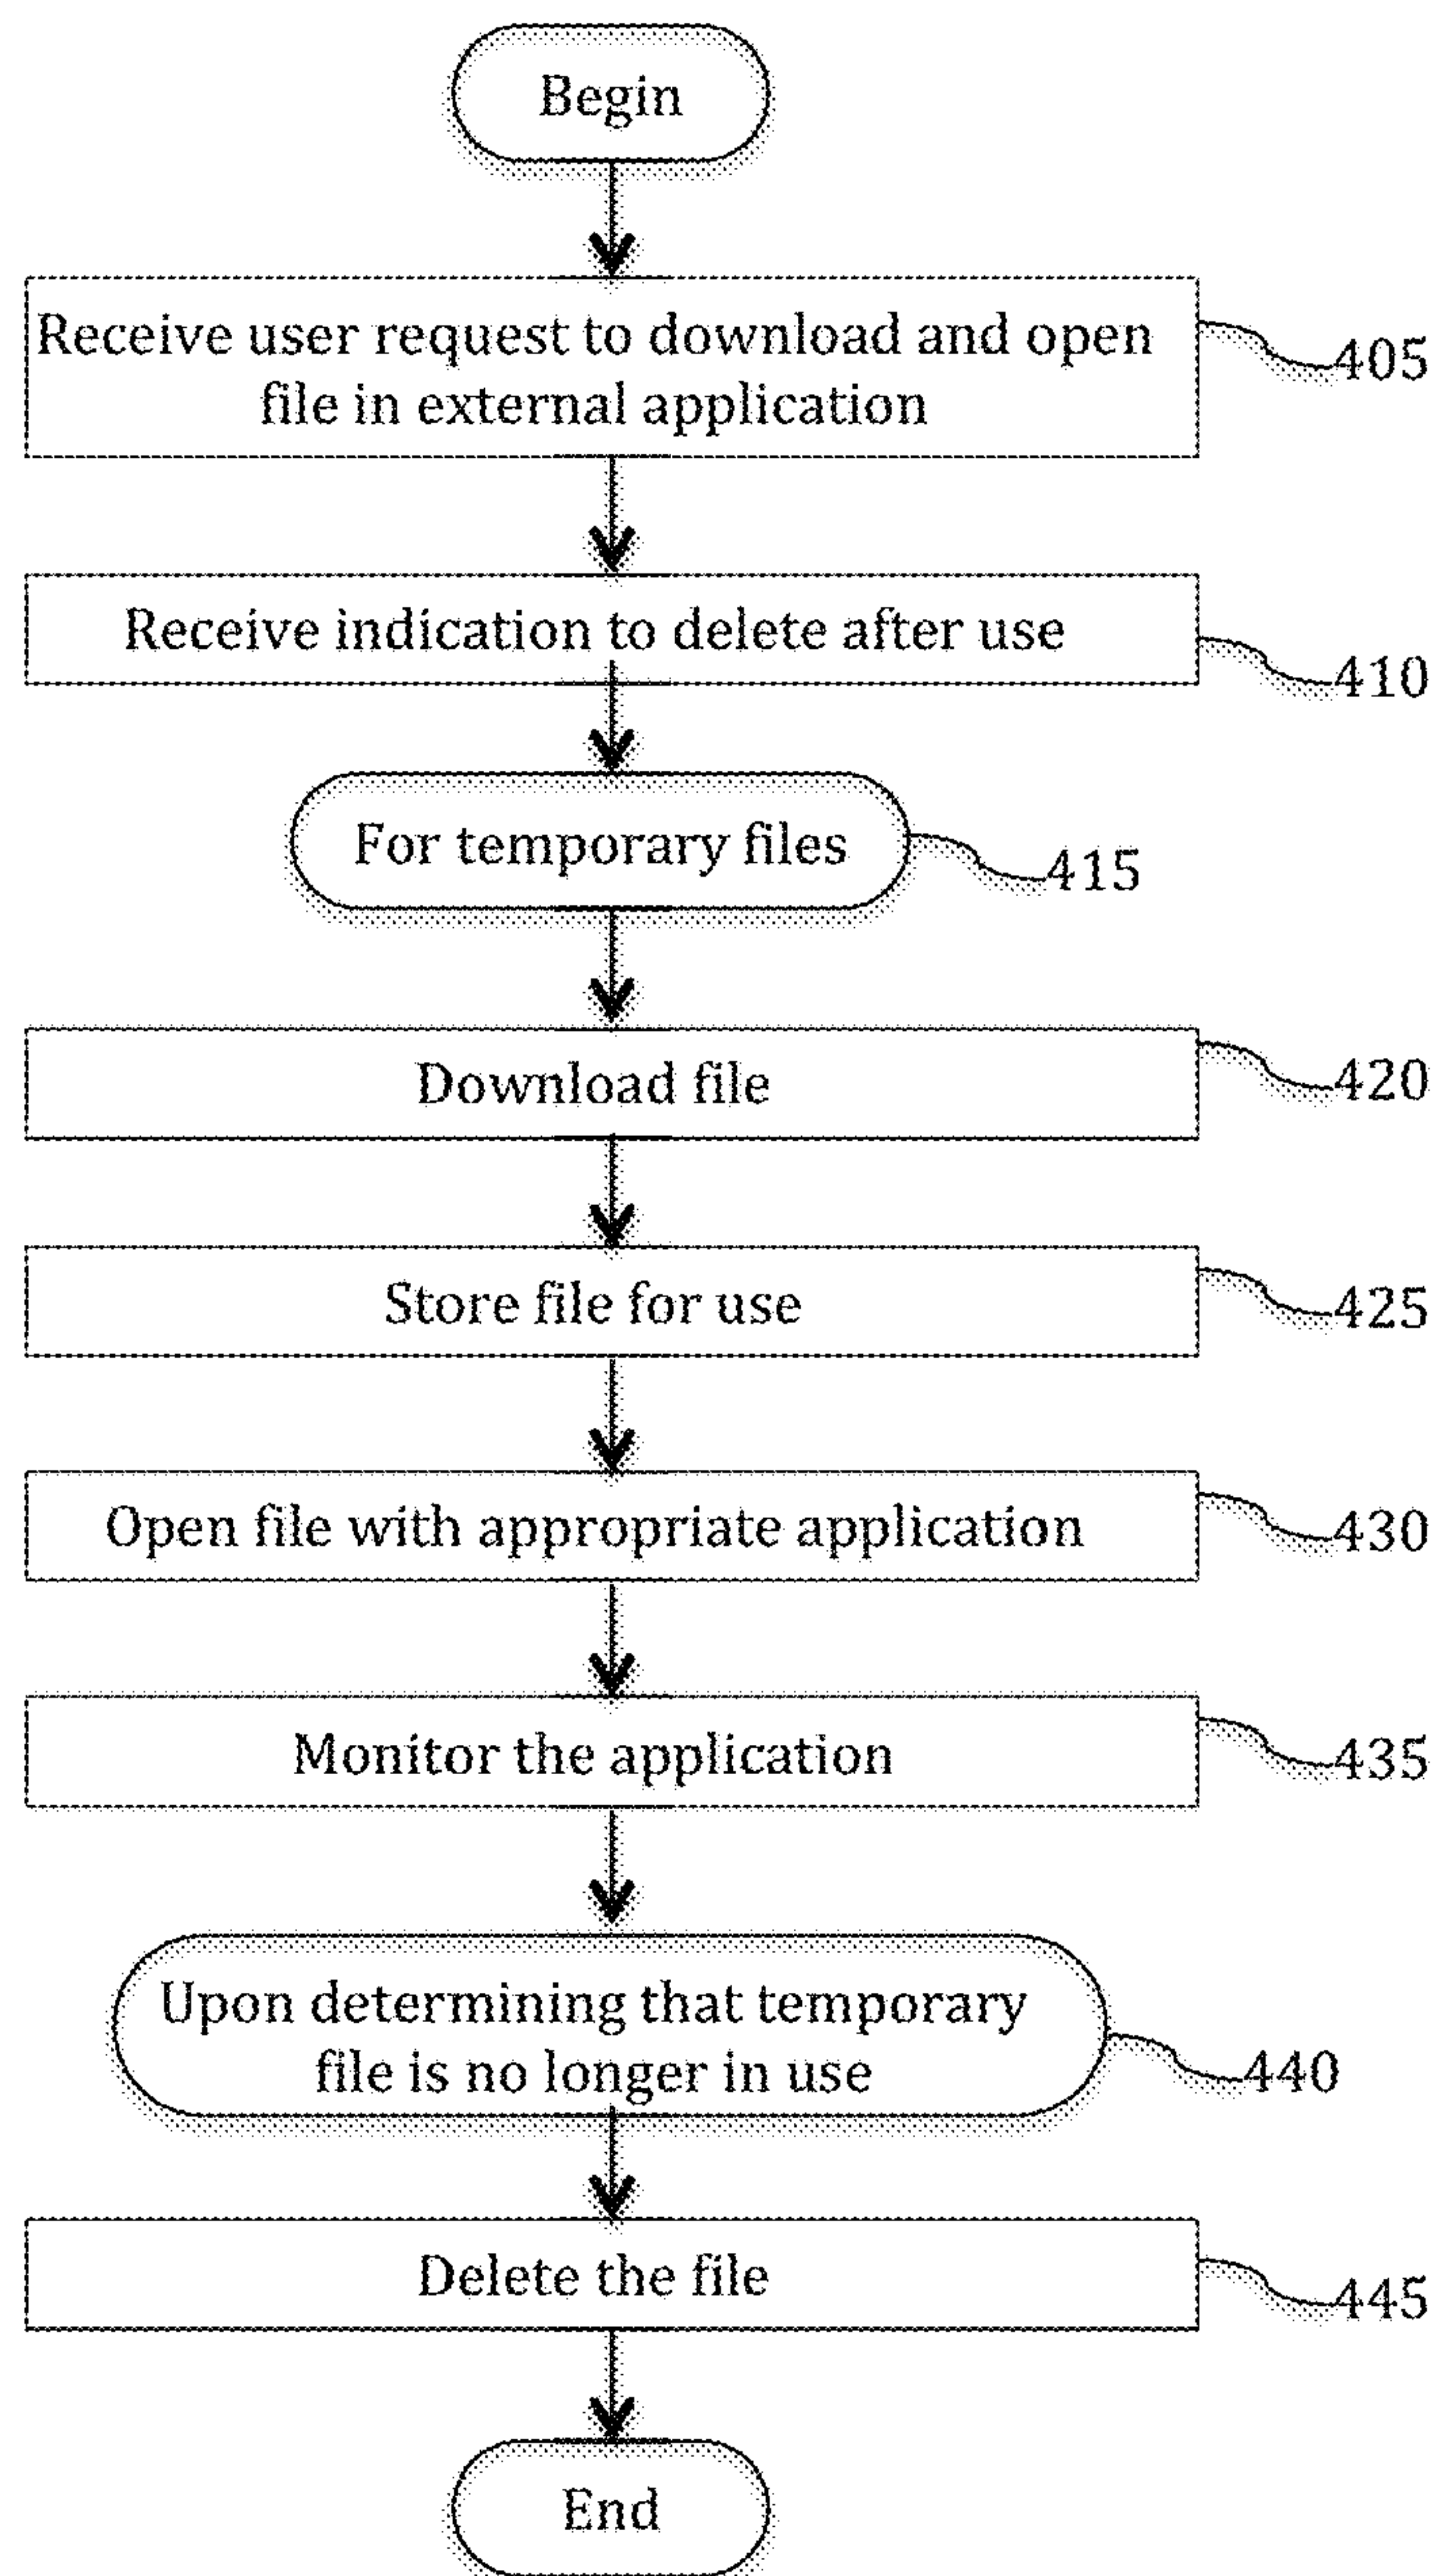 Begin
Receive user request to download and open
file in external application
405
Receive indication to delete after use
410
For temporary files
415
Download file
420
Store file for use
425
Open file with appropriate application
430
Monitor the application
435
Upon determining that temporary
file is no longer in use
440
Delete the file
445
End